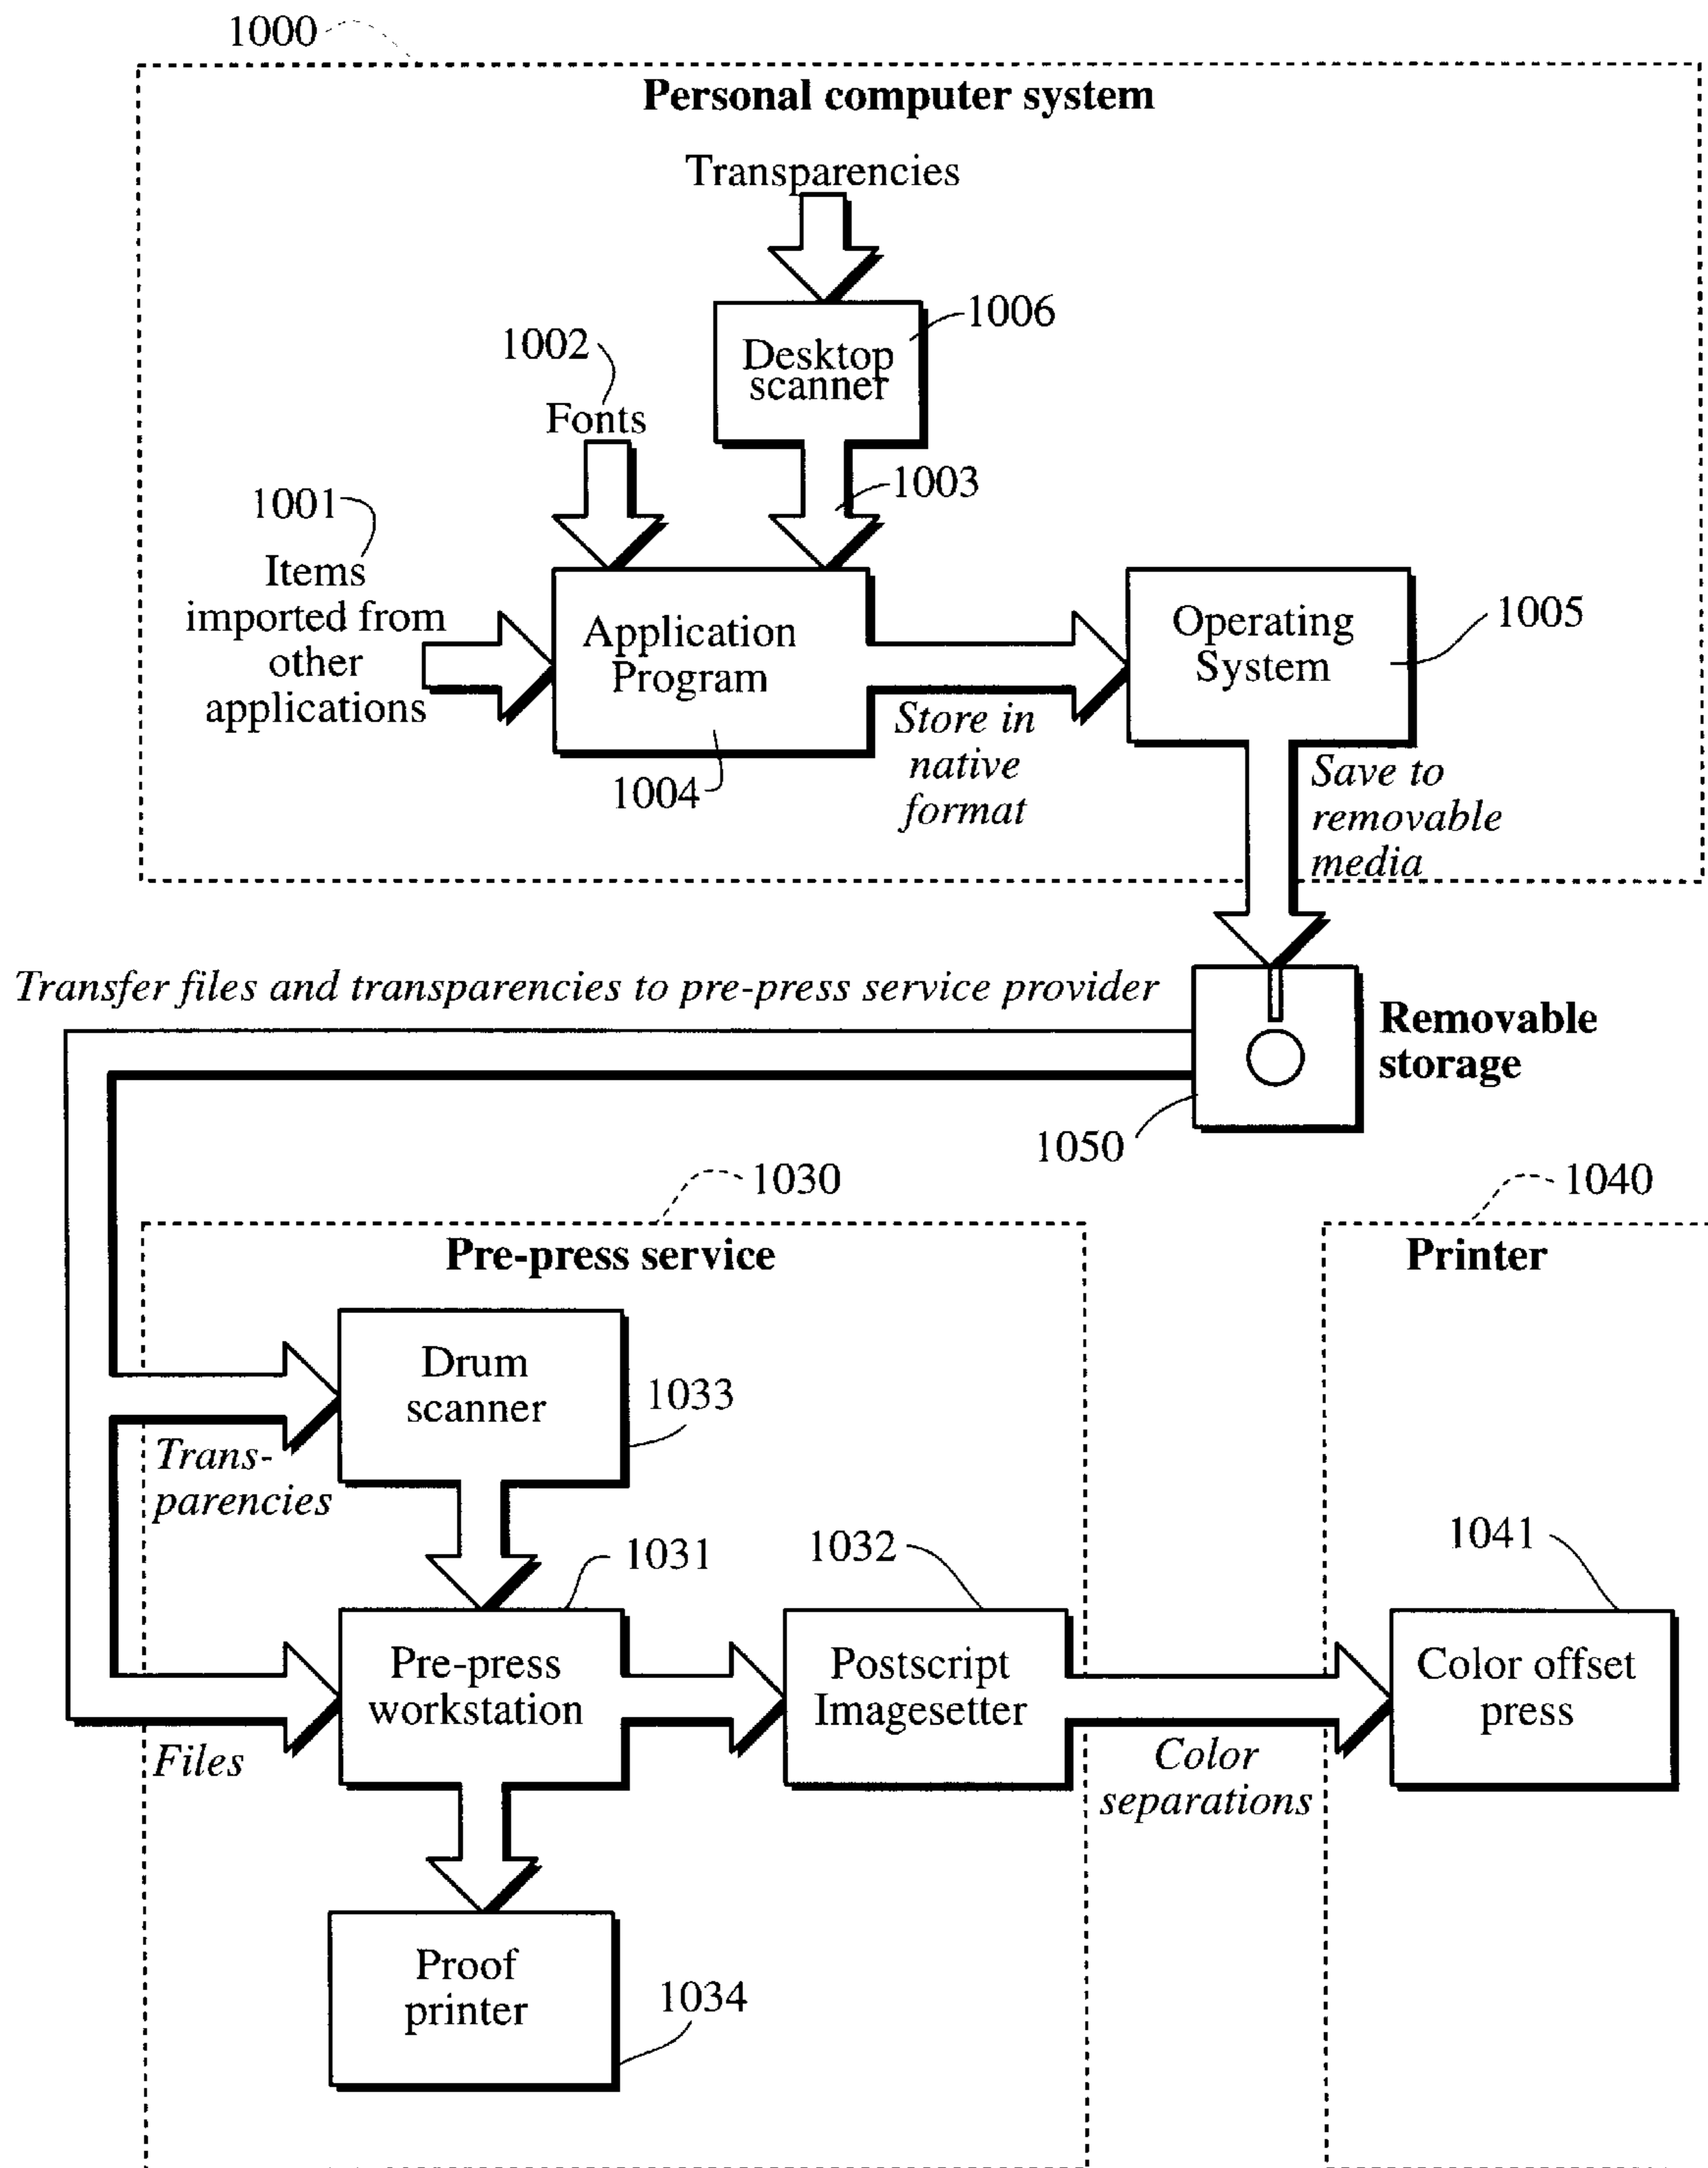 1000
Personal computer system
Transparencies
1006
Desktop
scanner
1002
Fonts
1003
1001
Items
imported from
other
applications
Application
Program
1004
Store in
native
format
Operating
System
1005
Save to
removable
media
Transfer files and transparencies to pre-press service provider
Removable
storage
1050
1030
Pre-press service
1040
Printer
Drum
scanner
1033
Trans-
parencies
1031
Pre-press
workstation
Files
1032
Postscript
Imagesetter
Color
separations
1041
Color offset
press
Proof
printer
1034